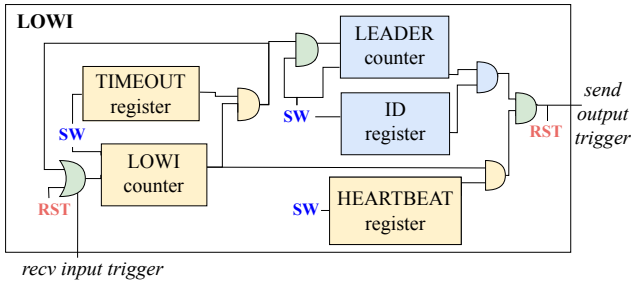 LOWI
LEADER
counter
TIMEOUT
register
SW
ID
register
SW
LOWI
counter
send
output
trigger
RST
RST
SW
HEARTBEAT
register
recv input trigger